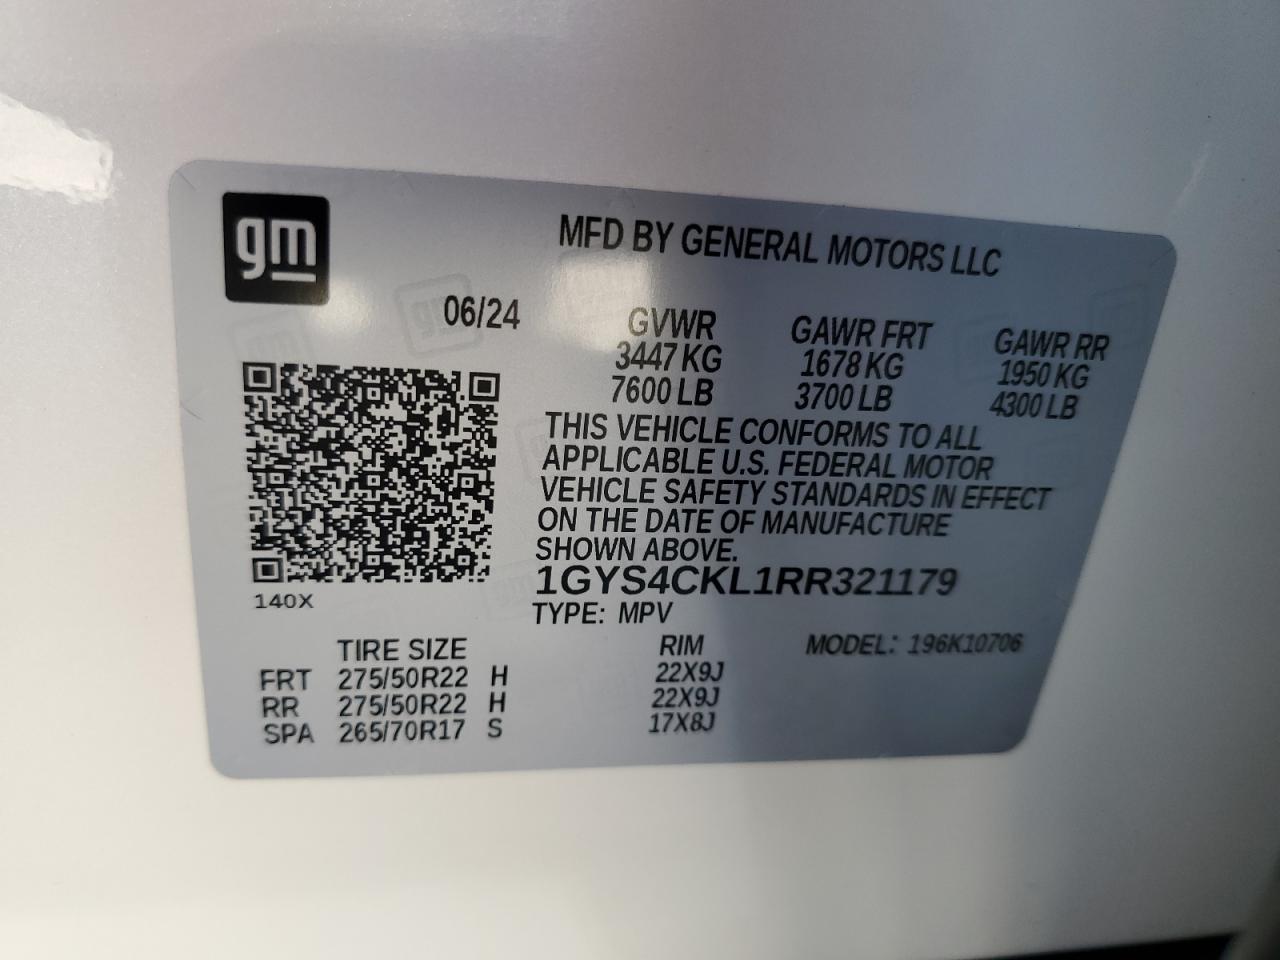 gm
MFD BY GENERAL MOTORS LLC
06/24
GVWR GAWR FRT GAWR RR
3447 KG 1678 KG 1950 KG
7600 LB 3700 LB 4300 LB
THIS VEHICLE CONFORMS TO ALL
APPLICABLE U.S. FEDERAL MOTOR
VEHICLE SAFETY STANDARDS IN EFFECT
ON THE DATE OF MANUFACTURE
SHOWN ABOVE.
1GYS4CKL1RR321179
140X
TYPE: MPV
TIRE SIZE RIM MODEL: 196K10706
FRT 275/50R22 H 22X9J
RR 275/50R22 H 22X9J
SPA 265/70R17 S 17X8J